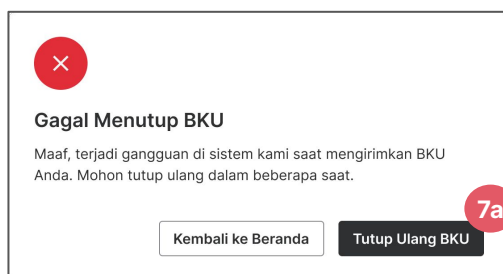 Gagal Menutup BKU
Maaf, terjadi gangguan di sistem kami saat mengirimkan BKU
Anda. Mohon tutup ulang dalam beberapa saat.
7a
Kembali ke Beranda
Tutup Ulang BKU